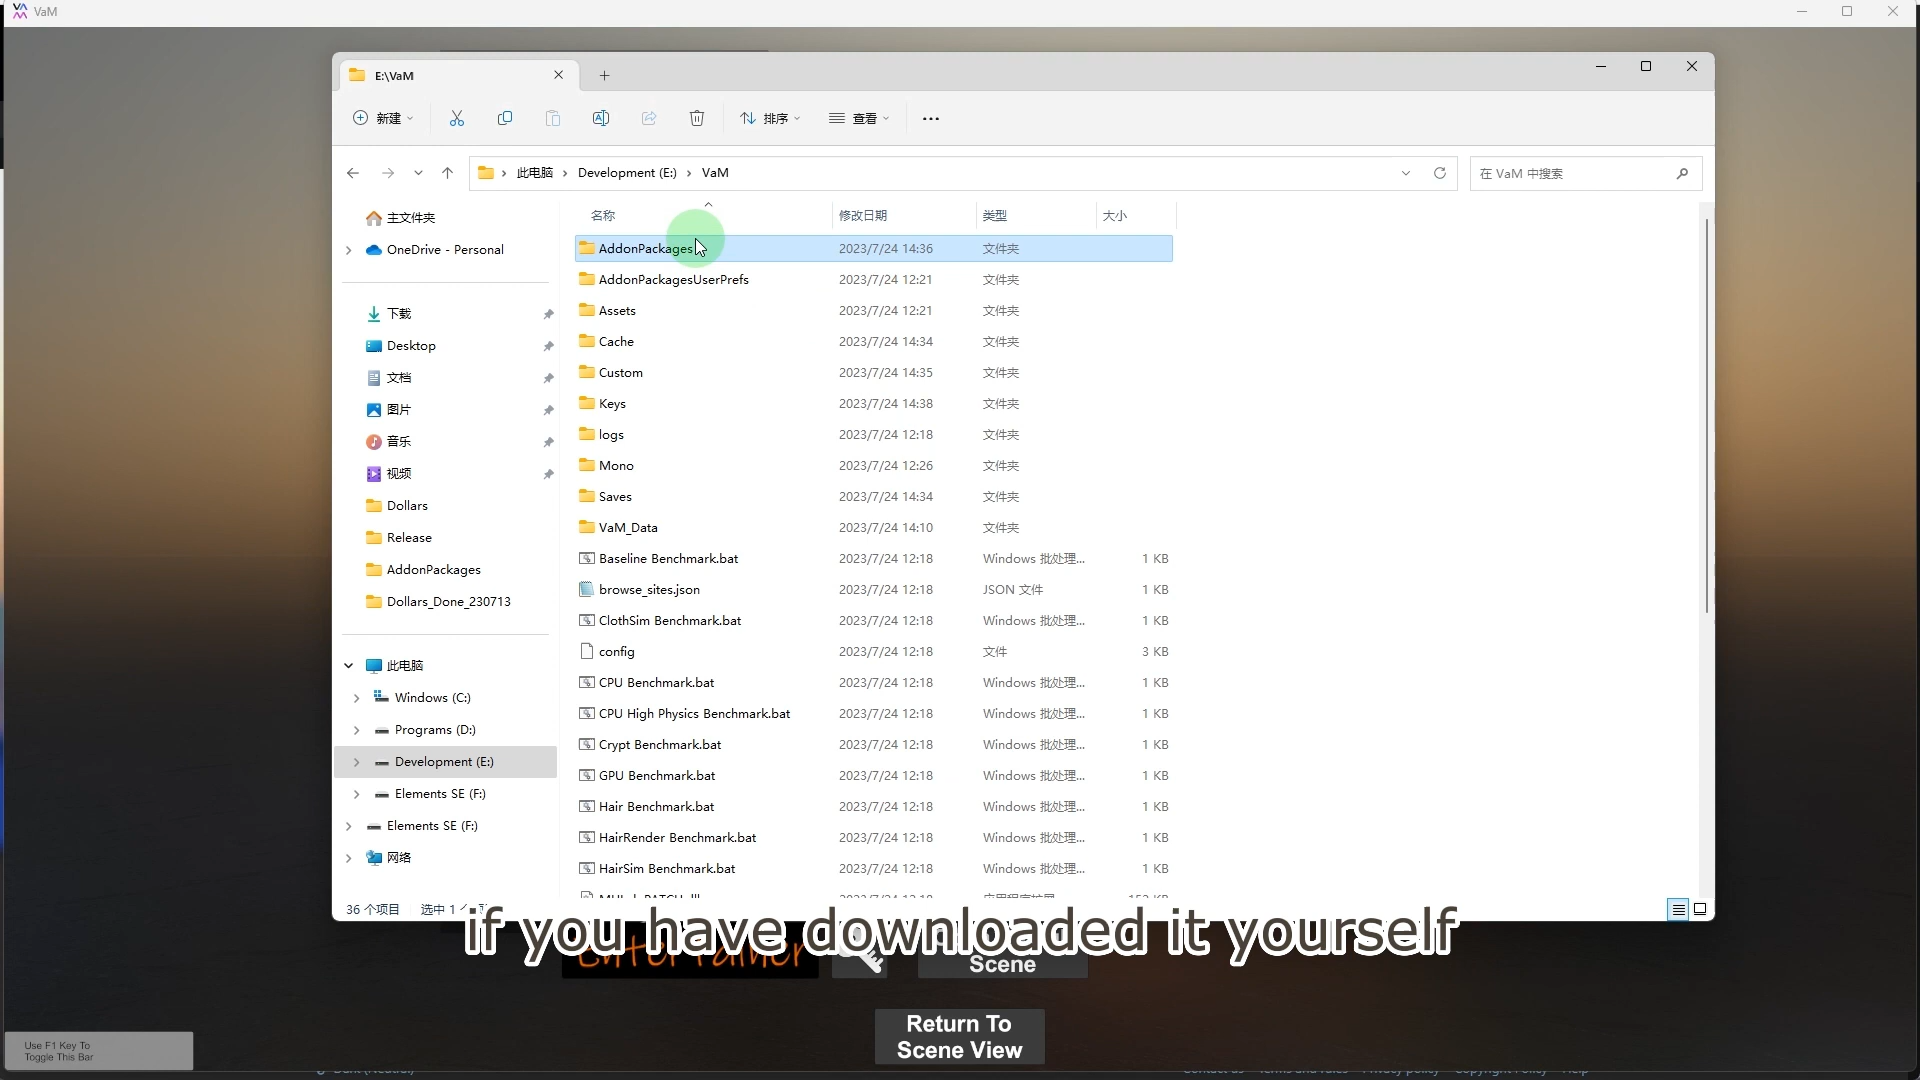 VaM
E:\VaM
新建
排序
查看
此电脑 Development (E:) VaM
在 VaM 中搜索
主文件夹
OneDrive - Personal
下载
Desktop
文档
图片
音乐
视频
Dollars
Release
AddonPackages
Dollars_Done_230713
此电脑
Windows (C:)
Programs (D:)
Development (E:)
Elements SE (F:)
Elements SE (F:)
网络
名称 修改日期 类型 大小
AddonPackages 2023/7/24 14:36 文件夹
AddonPackagesUserPrefs 2023/7/24 12:21 文件夹
Assets 2023/7/24 12:21 文件夹
Cache 2023/7/24 14:34 文件夹
Custom 2023/7/24 14:35 文件夹
Keys 2023/7/24 14:38 文件夹
logs 2023/7/24 12:18 文件夹
Mono 2023/7/24 12:26 文件夹
Saves 2023/7/24 14:34 文件夹
VaM_Data 2023/7/24 14:10 文件夹
Baseline Benchmark.bat 2023/7/24 12:18 Windows 批处理... 1 KB
browse_sites.json 2023/7/24 12:18 JSON 文件 1 KB
ClothSim Benchmark.bat 2023/7/24 12:18 Windows 批处理... 1 KB
config 2023/7/24 12:18 文件 3 KB
CPU Benchmark.bat 2023/7/24 12:18 Windows 批处理... 1 KB
CPU High Physics Benchmark.bat 2023/7/24 12:18 Windows 批处理... 1 KB
Crypt Benchmark.bat 2023/7/24 12:18 Windows 批处理... 1 KB
GPU Benchmark.bat 2023/7/24 12:18 Windows 批处理... 1 KB
Hair Benchmark.bat 2023/7/24 12:18 Windows 批处理... 1 KB
HairRender Benchmark.bat 2023/7/24 12:18 Windows 批处理... 1 KB
HairSim Benchmark.bat 2023/7/24 12:18 Windows 批处理... 1 KB
36 个项目 选中 1
if you have downloaded it yourself
Entertainer
Scene
Return To
Scene View
Use F1 Key To
Toggle This Bar